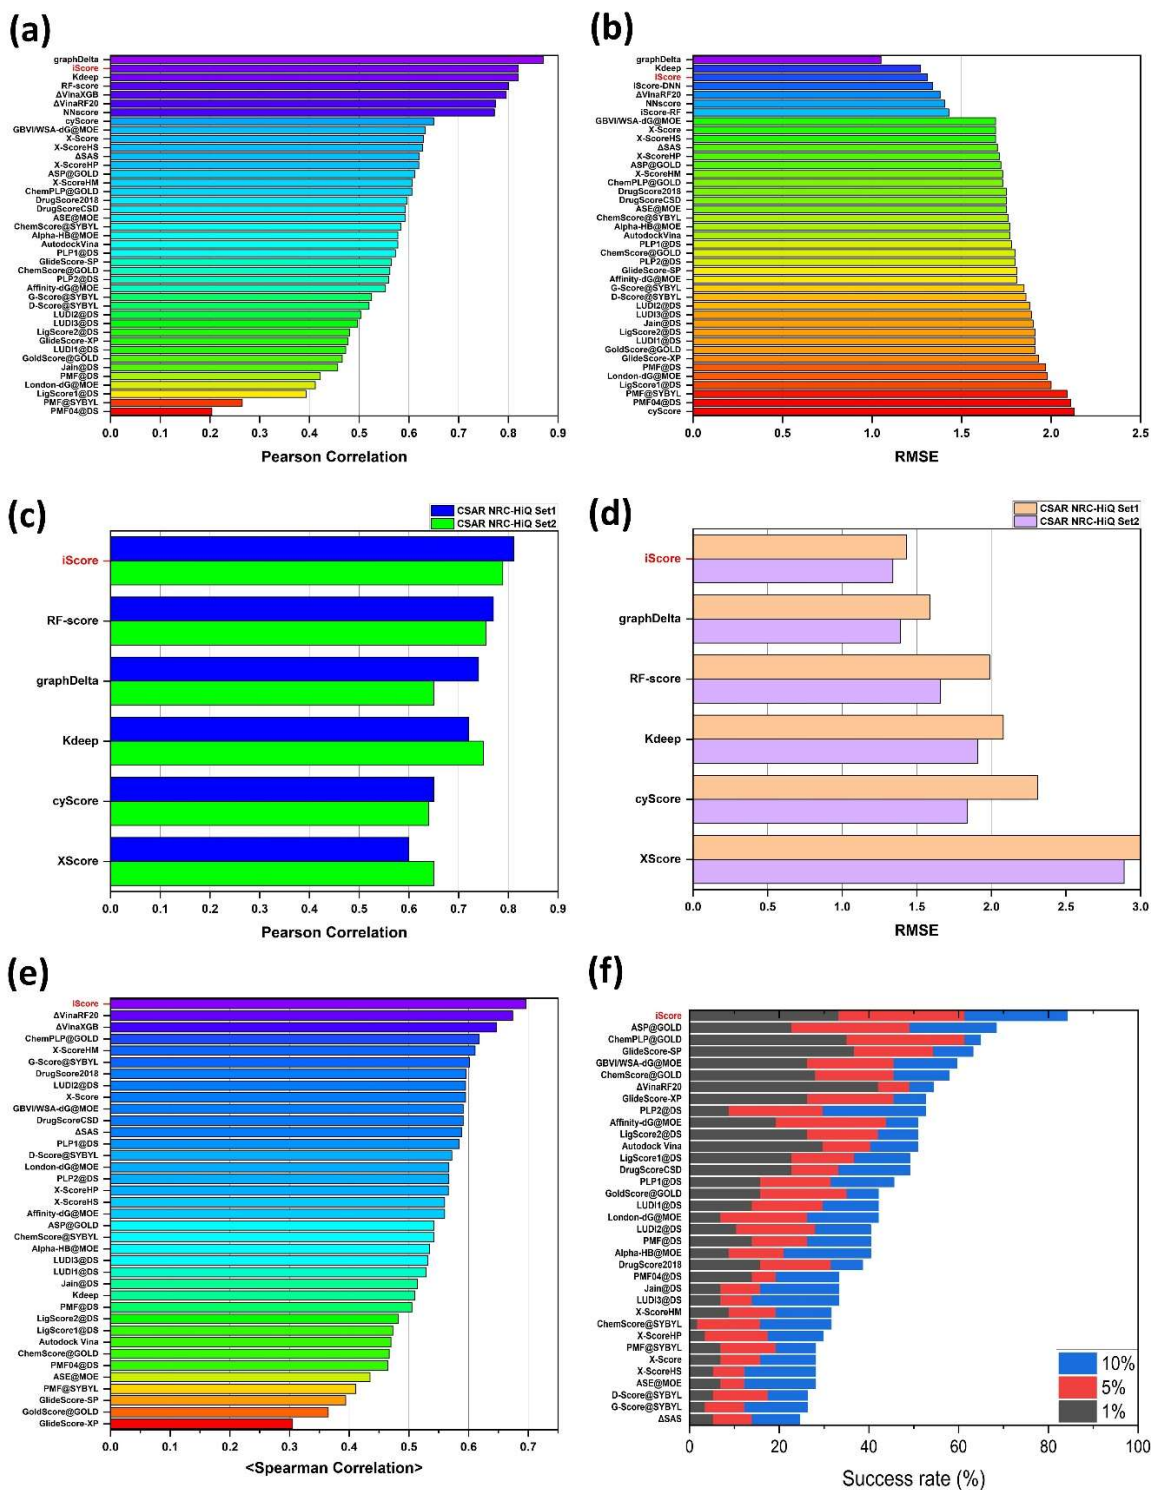 (a)
graphDelta
iScore
Kdeep
RF-score
ΔVinaXGB
ΔVinaRF20
NNscore
cyScore
GBVI/WSA-dG@MOE
X-Score
X-ScoreHS
ΔSAS
X-ScoreHP
ASP@GOLD
X-ScoreHM
ChemPLP@GOLD
DrugScore2018
DrugScoreCSD
ASE@MOE
ChemScore@SYBYL
Alpha-HB@MOE
AutodockVina
PLP1@DS
GlideScore-SP
ChemScore@GOLD
PLP2@DS
Affinity-dG@MOE
G-Score@SYBYL
D-Score@SYBYL
LUDI2@DS
LUDI3@DS
LigScore2@DS
GlideScore-XP
LUDI1@DS
GoldScore@GOLD
Jain@DS
PMF@DS
London-dG@MOE
LigScore1@DS
PMF@SYBYL
PMF04@DS
0.0 0.1 0.2 0.3 0.4 0.5 0.6 0.7 0.8 0.9
Pearson Correlation
(b)
graphDelta
Kdeep
iScore
iScore-DNN
ΔVinaRF20
NNscore
iScore-RF
GBVI/WSA-dG@MOE
X-Score
X-ScoreHS
ΔSAS
X-ScoreHP
ASP@GOLD
X-ScoreHM
ChemPLP@GOLD
DrugScore2018
DrugScoreCSD
ASE@MOE
ChemScore@SYBYL
Alpha-HB@MOE
AutodockVina
PLP1@DS
ChemScore@GOLD
PLP2@DS
GlideScore-SP
Affinity-dG@MOE
G-Score@SYBYL
D-Score@SYBYL
LUDI2@DS
LUDI3@DS
Jain@DS
LigScore2@DS
LUDI1@DS
GoldScore@GOLD
GlideScore-XP
PMF@DS
London-dG@MOE
LigScore1@DS
PMF@SYBYL
PMF04@DS
cyScore
0.0 0.5 1.0 1.5 2.0 2.5
RMSE
(c)
CSAR NRC-HiQ Set1
CSAR NRC-HiQ Set2
iScore
RF-score
graphDelta
Kdeep
cyScore
XScore
0.0 0.1 0.2 0.3 0.4 0.5 0.6 0.7 0.8 0.9
Pearson Correlation
(d)
CSAR NRC-HiQ Set1
CSAR NRC-HiQ Set2
iScore
graphDelta
RF-score
Kdeep
cyScore
XScore
0.0 0.5 1.0 1.5 2.0 2.5 3.0
RMSE
(e)
iScore
ΔVinaRF20
ΔVinaXGB
ChemPLP@GOLD
X-ScoreHM
G-Score@SYBYL
DrugScore2018
LUDI2@DS
X-Score
GBVI/WSA-dG@MOE
DrugScoreCSD
ΔSAS
PLP1@DS
D-Score@SYBYL
London-dG@MOE
PLP2@DS
X-ScoreHP
X-ScoreHS
Affinity-dG@MOE
ASP@GOLD
ChemScore@SYBYL
Alpha-HB@MOE
LUDI3@DS
LUDI1@DS
Jain@DS
Kdeep
PMF@DS
LigScore2@DS
LigScore1@DS
Autodock Vina
ChemScore@GOLD
PMF04@DS
ASE@MOE
PMF@SYBYL
GlideScore-SP
GoldScore@GOLD
GlideScore-XP
0.0 0.1 0.2 0.3 0.4 0.5 0.6 0.7
<Spearman Correlation>
(f)
iScore
ASP@GOLD
ChemPLP@GOLD
GlideScore-SP
GBVI/WSA-dG@MOE
ChemScore@GOLD
ΔVinaRF20
GlideScore-XP
PLP2@DS
Affinity-dG@MOE
LigScore2@DS
Autodock Vina
LigScore1@DS
DrugScoreCSD
PLP1@DS
GoldScore@GOLD
LUDI1@DS
London-dG@MOE
LUDI2@DS
PMF@DS
Alpha-HB@MOE
DrugScore2018
PMF04@DS
Jain@DS
LUDI3@DS
X-ScoreHM
ChemScore@SYBYL
X-ScoreHP
PMF@SYBYL
X-Score
X-ScoreHS
ASE@MOE
D-Score@SYBYL
G-Score@SYBYL
ΔSAS
10%
5%
1%
0 20 40 60 80 100
Success rate (%)